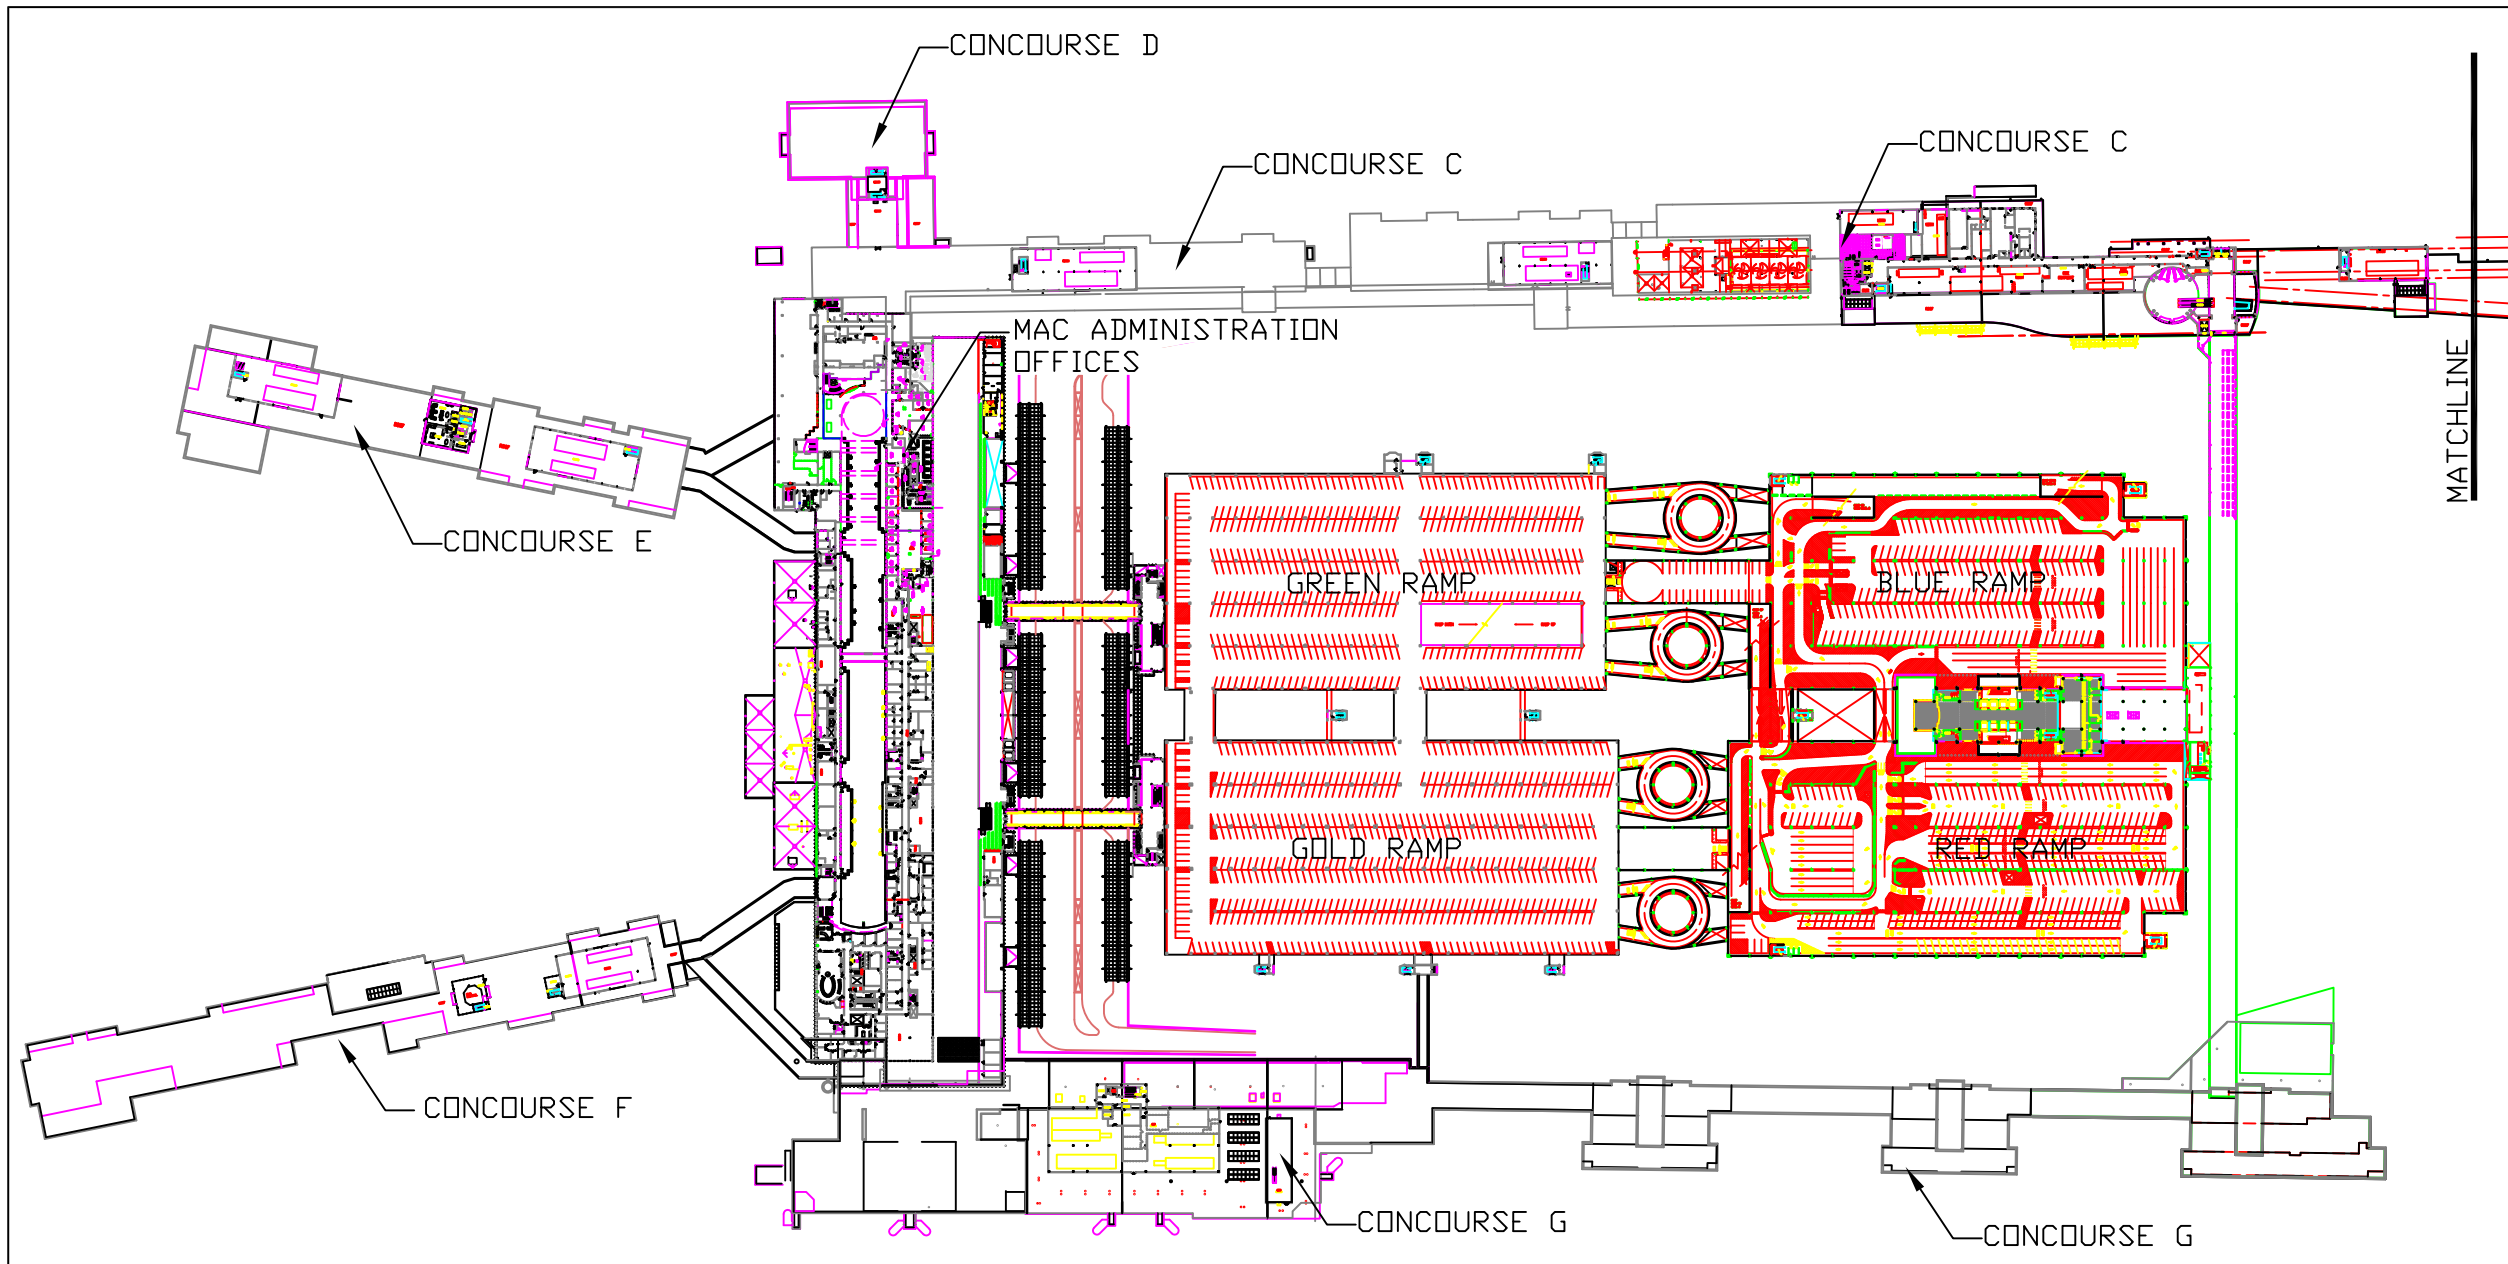 CONCOURSE D
CONCOURSE C
CONCOURSE C
MAC ADMINISTRATION
OFFICES
MATCHLINE
CONCOURSE E
GREEN RAMP
BLUE RAMP
GOLD RAMP
RED RAMP
CONCOURSE F
CONCOURSE G
CONCOURSE G